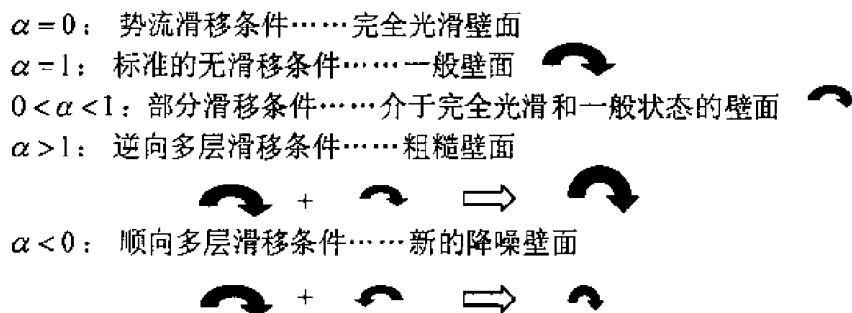 α=0：势流滑移条件……完全光滑壁面
α=1：标准的无滑移条件……一般壁面
0<α<1：部分滑移条件……介于完全光滑和一般状态的壁面
α>1：逆向多层滑移条件……粗糙壁面
+
α<0：顺向多层滑移条件……新的降噪壁面
+